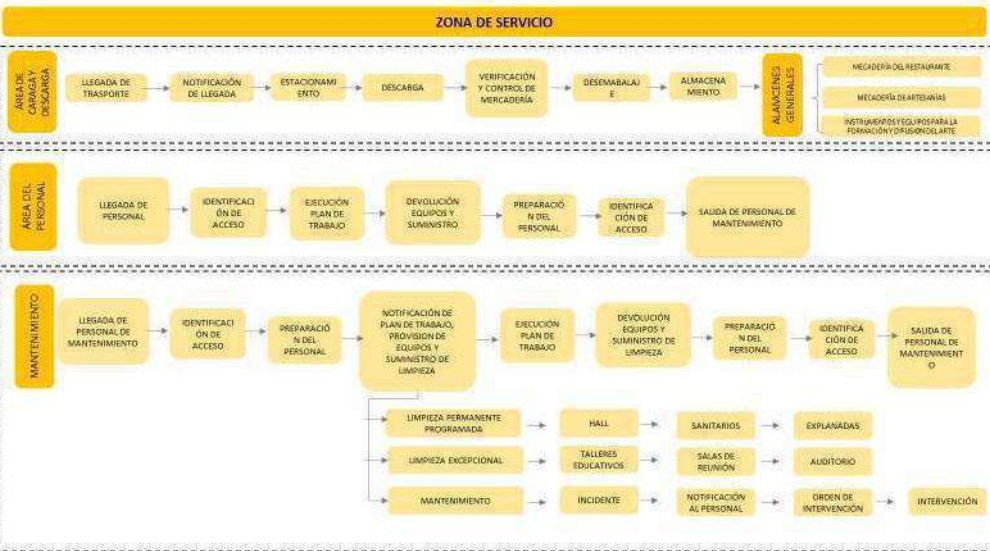 ZONA DE SERVICIO
ÁREA DE
CARAGA Y
DESCARGA
LLEGADA DE
TRASPORTE
NOTIFICACIÓN
DE LLEGADA
ESTACIONAMI
ENTO
DESCARGA
VERIFICACIÓN
Y CONTROL DE
MERCADERÍA
DESEMABALAJ
E
ALMACENA
MIENTO
ALAMCENES
GENERALES
MECADERÍA DEL RESTAURANTE
MECADERÍA DE ARTESANÍAS
INSTRUMENTOS Y EQUIPOS PARA LA
FORMACIÓN Y DIFUSION DEL ARTE
ÁREA DEL
PERSONAL
LLEGADA DE
PERSONAL
IDENTIFICACI
ÓN DE
ACCESO
EJECUCIÓN
PLAN DE
TRABAJO
DEVOLUCIÓN
EQUIPOS Y
SUMINISTRO
PREPARACIÓ
N DEL
PERSONAL
IDENTIFICA
CIÓN DE
ACCESO
SALIDA DE PERSONAL DE
MANTENIMIENTO
MANTENIMIENTO
LLEGADA DE
PERSONAL DE
MANTENIMIENTO
IDENTIFICACI
ÓN DE
ACCESO
PREPARACIÓ
N DEL
PERSONAL
NOTIFICACIÓN DE
PLAN DE TRABAJO,
PROVISION DE
EQUIPOS Y
SUMINISTRO DE
LIMPIEZA
EJECUCIÓN
PLAN DE
TRABAJO
DEVOLUCIÓN
EQUIPOS Y
SUMINISTRO DE
LIMPIEZA
PREPARACIÓ
N DEL
PERSONAL
IDENTIFICA
CIÓN DE
ACCESO
SALIDA DE
PERSONAL DE
MANTENIMIENT
O
LIMPIEZA PERMANENTE
PROGRAMADA
HALL
SANITARIOS
EXPLANADAS
LIMPIEZA EXCEPCIONAL
TALLERES
EDUCATIVOS
SALAS DE
REUNIÓN
AUDITORIO
MANTENIMIENTO
INCIDENTE
NOTIFICACIÓN
AL PERSONAL
ORDEN DE
INTERVENCIÓN
INTERVENCIÓN